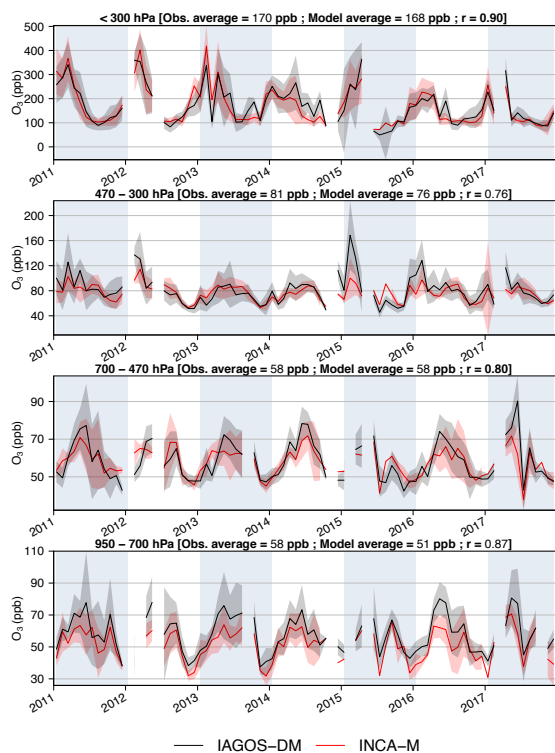 < 300 hPa [Obs. average = 170 ppb ; Model average = 168 ppb ; r = 0.90]
O3 (ppb)
500
400
300
200
100
0
2011 2012 2013 2014 2015 2016 2017
470 − 300 hPa [Obs. average = 81 ppb ; Model average = 76 ppb ; r = 0.76]
O3 (ppb)
200
160
120
80
40
2011 2012 2013 2014 2015 2016 2017
700 − 470 hPa [Obs. average = 58 ppb ; Model average = 58 ppb ; r = 0.80]
O3 (ppb)
90
70
50
2011 2012 2013 2014 2015 2016 2017
950 − 700 hPa [Obs. average = 58 ppb ; Model average = 51 ppb ; r = 0.87]
O3 (ppb)
110
90
70
50
30
2011 2012 2013 2014 2015 2016 2017
IAGOS−DM INCA−M